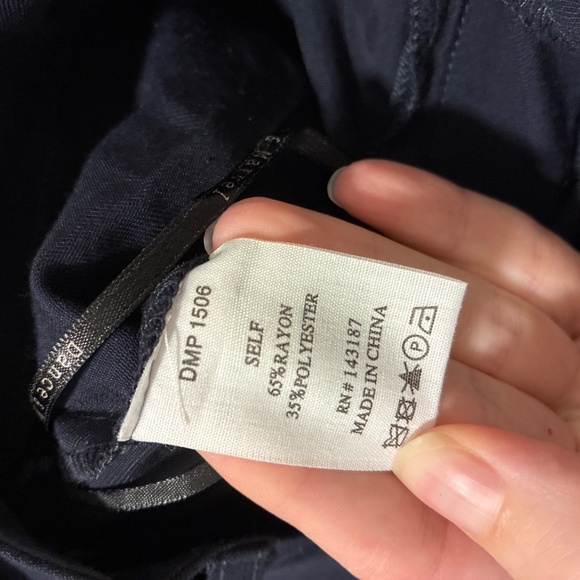 DMP 1506
SELF
65%RAYON
35%POLYESTER
RN# 143187
MADE IN CHINA
P